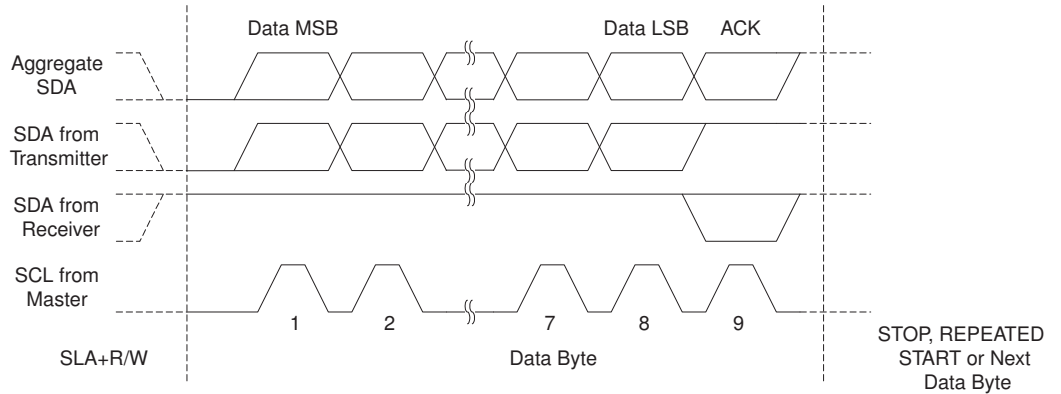 Data MSB
Data LSB
ACK
Aggregate
SDA
SDA from
Transmitter
SDA from
Receiver
SCL from
Master
1
2
7
8
9
SLA+R/W
Data Byte
STOP, REPEATED
START or Next
Data Byte